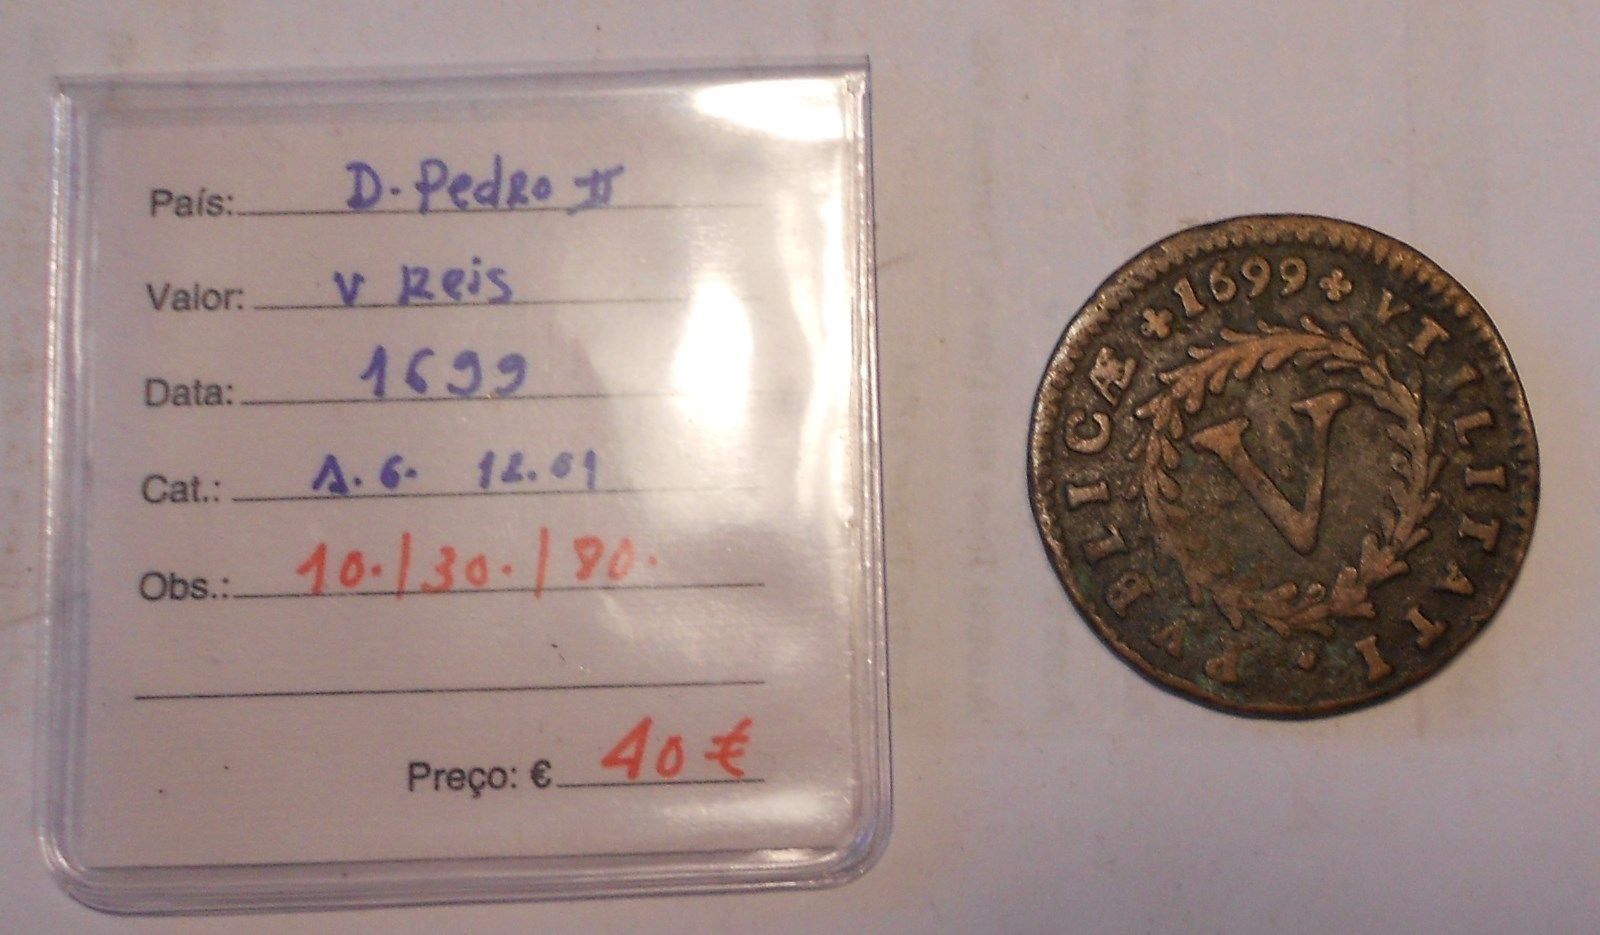 País: D. Pedro II
Valor: V Reis
Data: 1699
Cat.: A.G. 12.01
Obs.: 10. / 30. / 80.
Preço: € 40 €
1699 VTILITATI · PVBLICÆ
V